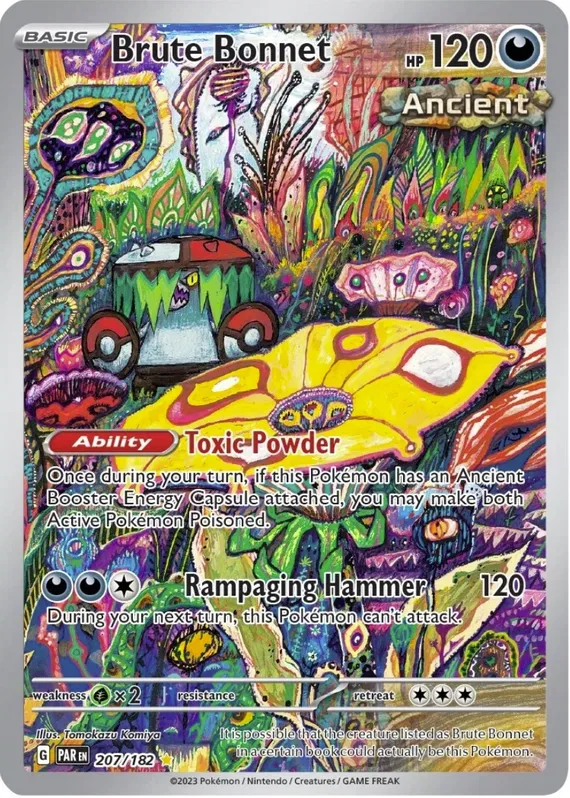 BASIC
Brute Bonnet
HP 120
Ancient
Ability Toxic Powder
Once during your turn, if this Pokémon has an Ancient
Booster Energy Capsule attached, you may make both
Active Pokémon Poisoned.
Rampaging Hammer 120
During your next turn, this Pokémon can't attack.
weakness ×2 resistance retreat
Illus. Tomokazu Komiya
It is possible that the creature listed as Brute Bonnet
in a certain book could actually be this Pokémon.
G PAR EN 207/182
©2023 Pokémon / Nintendo / Creatures / GAME FREAK